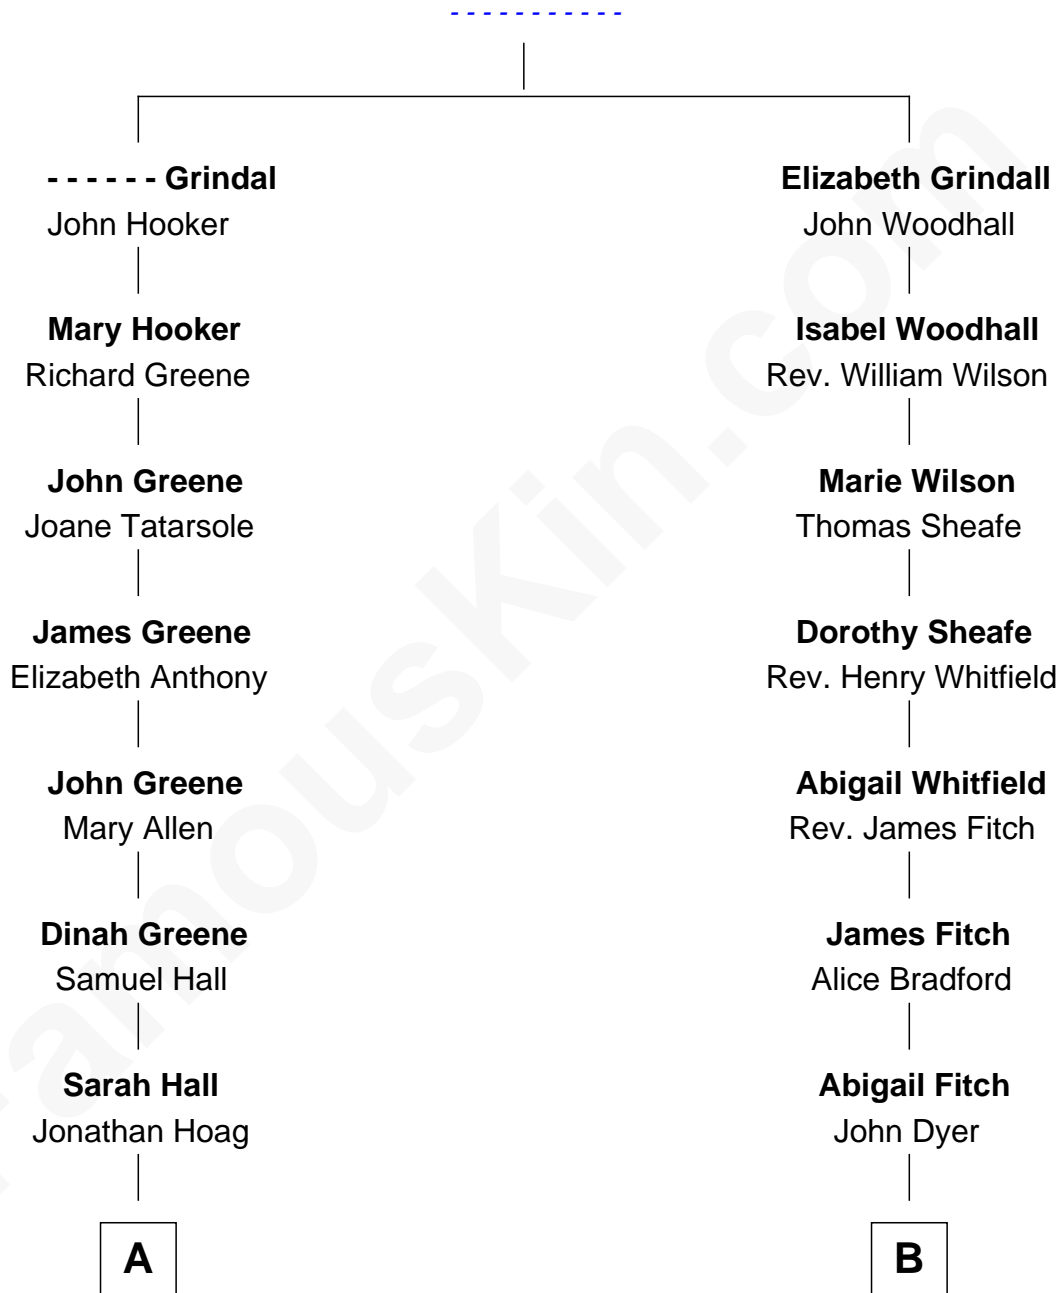 - - - - - - - - - - -
- - - - - - Grindal
John Hooker
Mary Hooker
Richard Greene
John Greene
Joane Tatarsole
James Greene
Elizabeth Anthony
John Greene
Mary Allen
Dinah Greene
Samuel Hall
Sarah Hall
Jonathan Hoag
A
Elizabeth Grindall
John Woodhall
Isabel Woodhall
Rev. William Wilson
Marie Wilson
Thomas Sheafe
Dorothy Sheafe
Rev. Henry Whitfield
Abigail Whitfield
Rev. James Fitch
James Fitch
Alice Bradford
Abigail Fitch
John Dyer
B
FamousKin.com